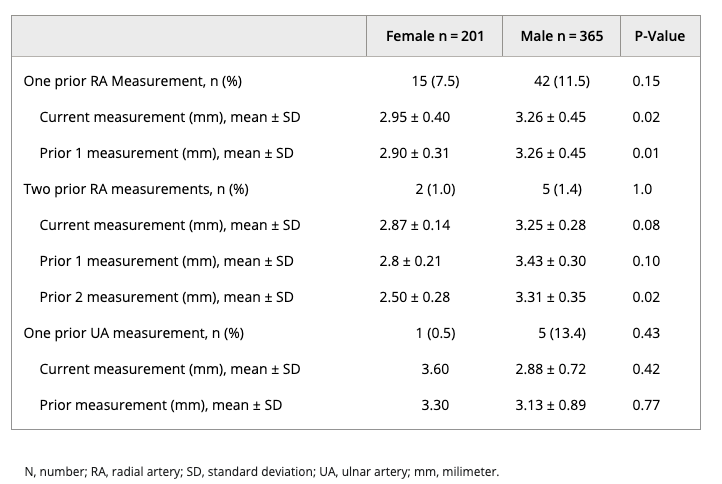 Female n = 201 Male n = 365 P-Value
One prior RA Measurement, n (%) 15 (7.5) 42 (11.5) 0.15
Current measurement (mm), mean ± SD 2.95 ± 0.40 3.26 ± 0.45 0.02
Prior 1 measurement (mm), mean ± SD 2.90 ± 0.31 3.26 ± 0.45 0.01
Two prior RA measurements, n (%) 2 (1.0) 5 (1.4) 1.0
Current measurement (mm), mean ± SD 2.87 ± 0.14 3.25 ± 0.28 0.08
Prior 1 measurement (mm), mean ± SD 2.8 ± 0.21 3.43 ± 0.30 0.10
Prior 2 measurement (mm), mean ± SD 2.50 ± 0.28 3.31 ± 0.35 0.02
One prior UA measurement, n (%) 1 (0.5) 5 (13.4) 0.43
Current measurement (mm), mean ± SD 3.60 2.88 ± 0.72 0.42
Prior measurement (mm), mean ± SD 3.30 3.13 ± 0.89 0.77
N, number; RA, radial artery; SD, standard deviation; UA, ulnar artery; mm, milimeter.